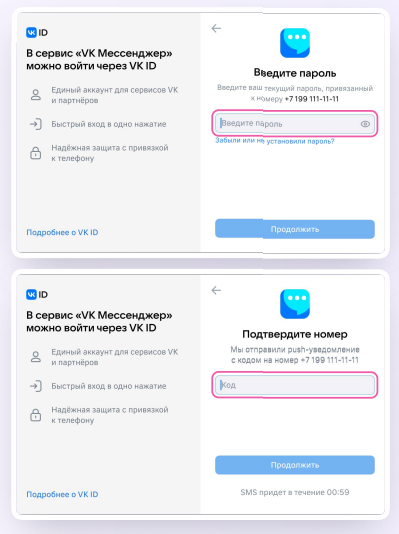 VK ID
В сервис «VK Мессенджер»
можно войти через VK ID
Единый аккаунт для сервисов VK
и партнёров
Быстрый вход в одно нажатие
Надёжная защита с привязкой
к телефону
Подробнее о VK ID
Введите пароль
Введите ваш текущий пароль, привязанный
к номеру +7 199 111-11-11
Введите пароль
Забыли или не установили пароль?
Продолжить
VK ID
В сервис «VK Мессенджер»
можно войти через VK ID
Единый аккаунт для сервисов VK
и партнёров
Быстрый вход в одно нажатие
Надёжная защита с привязкой
к телефону
Подробнее о VK ID
Подтвердите номер
Мы отправили push-уведомление
с кодом на номер +7 199 111-11-11
Код
Продолжить
SMS придет в течение 00:59